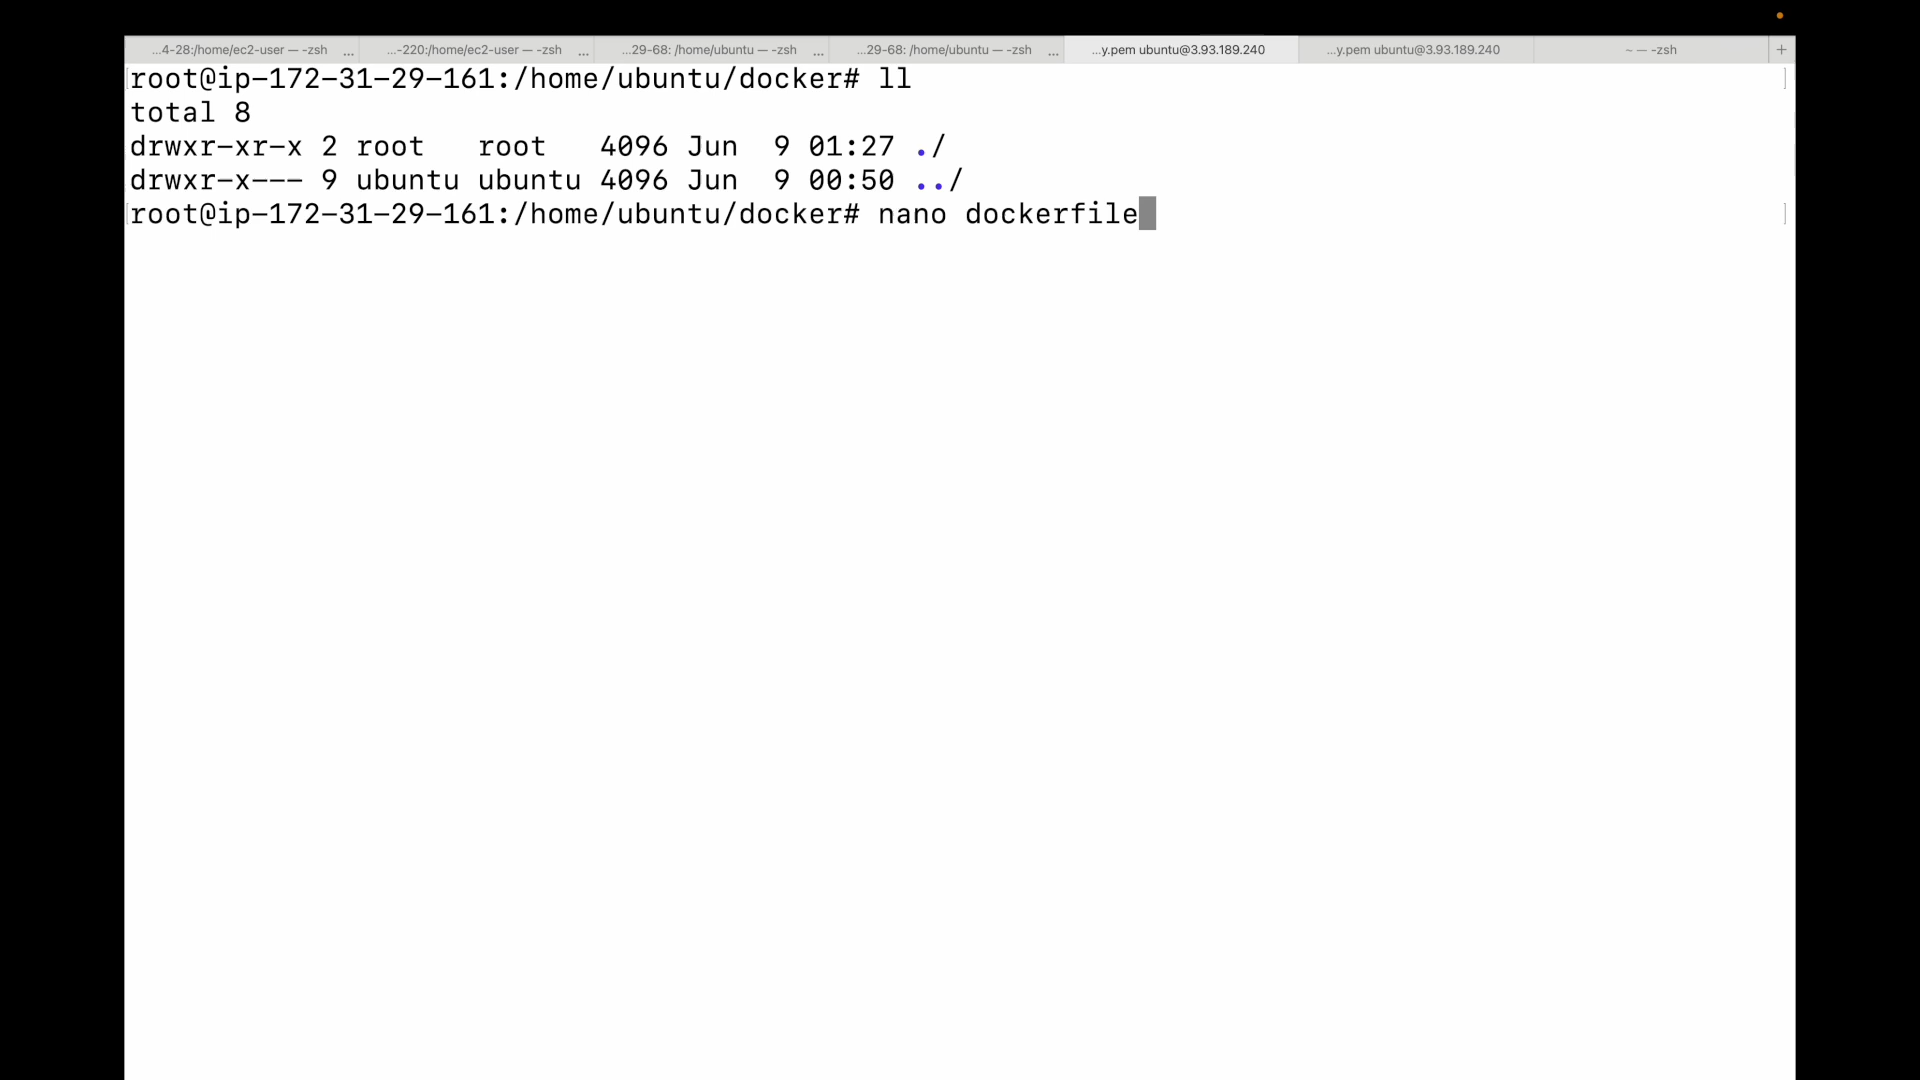 ...4-28:/home/ec2-user — -zsh ... ...-220:/home/ec2-user — -zsh ... ...29-68: /home/ubuntu — -zsh ... ...29-68: /home/ubuntu — -zsh ... ...y.pem ubuntu@3.93.189.240 ...y.pem ubuntu@3.93.189.240 ~ — -zsh +
[root@ip-172-31-29-161:/home/ubuntu/docker# ll ]
total 8
drwxr-xr-x 2 root   root   4096 Jun  9 01:27 ./
drwxr-x--- 9 ubuntu ubuntu 4096 Jun  9 00:50 ../
[root@ip-172-31-29-161:/home/ubuntu/docker# nano dockerfile ]